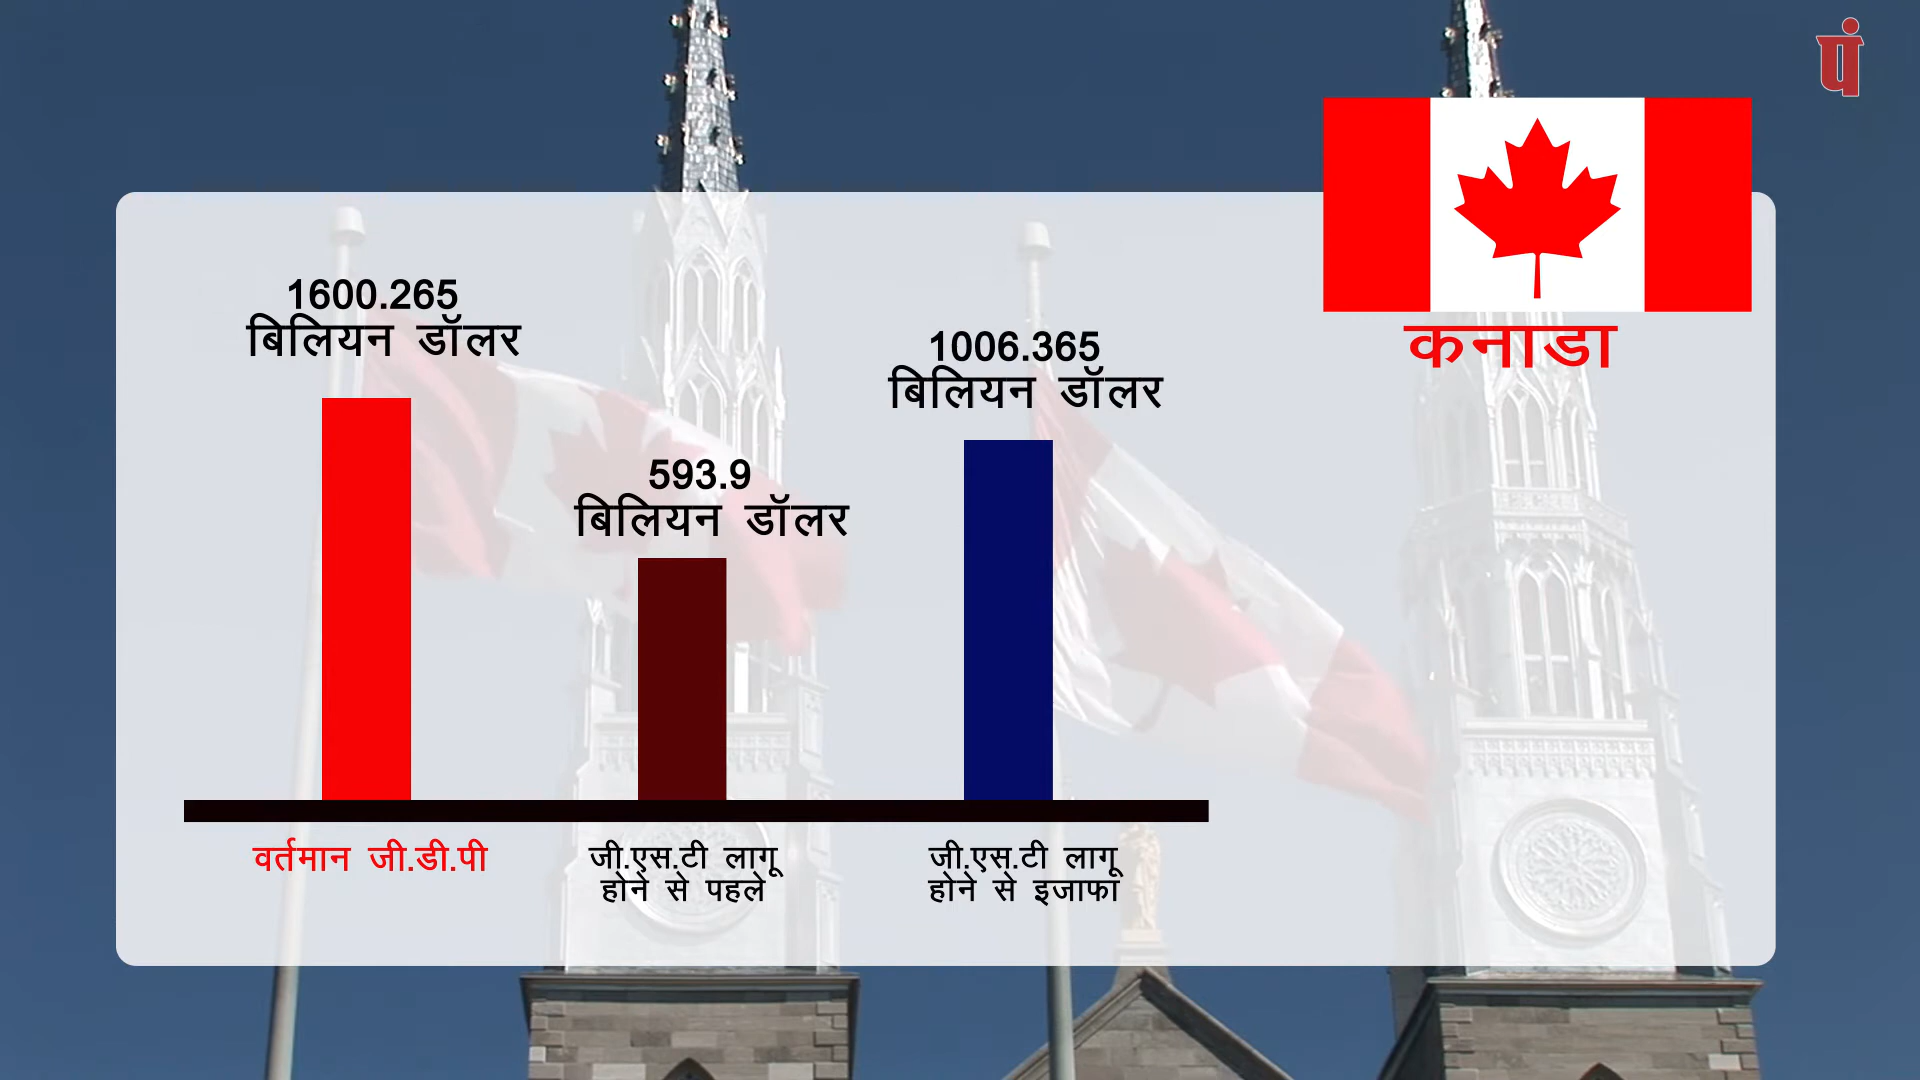 पं
1600.265
बिलियन डॉलर
593.9
बिलियन डॉलर
1006.365
बिलियन डॉलर
कनाडा
वर्तमान जी.डी.पी
जी.एस.टी लागू
होने से पहले
जी.एस.टी लागू
होने से इजाफा